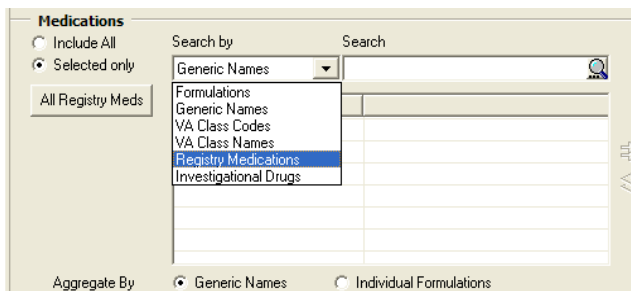 Medications
Include All
Search by
Search
Selected only
Generic Names
All Registry Meds
Formulations
Generic Names
VA Class Codes
VA Class Names
Registry Medications
Investigational Drugs
Aggregate By
Generic Names
Individual Formulations